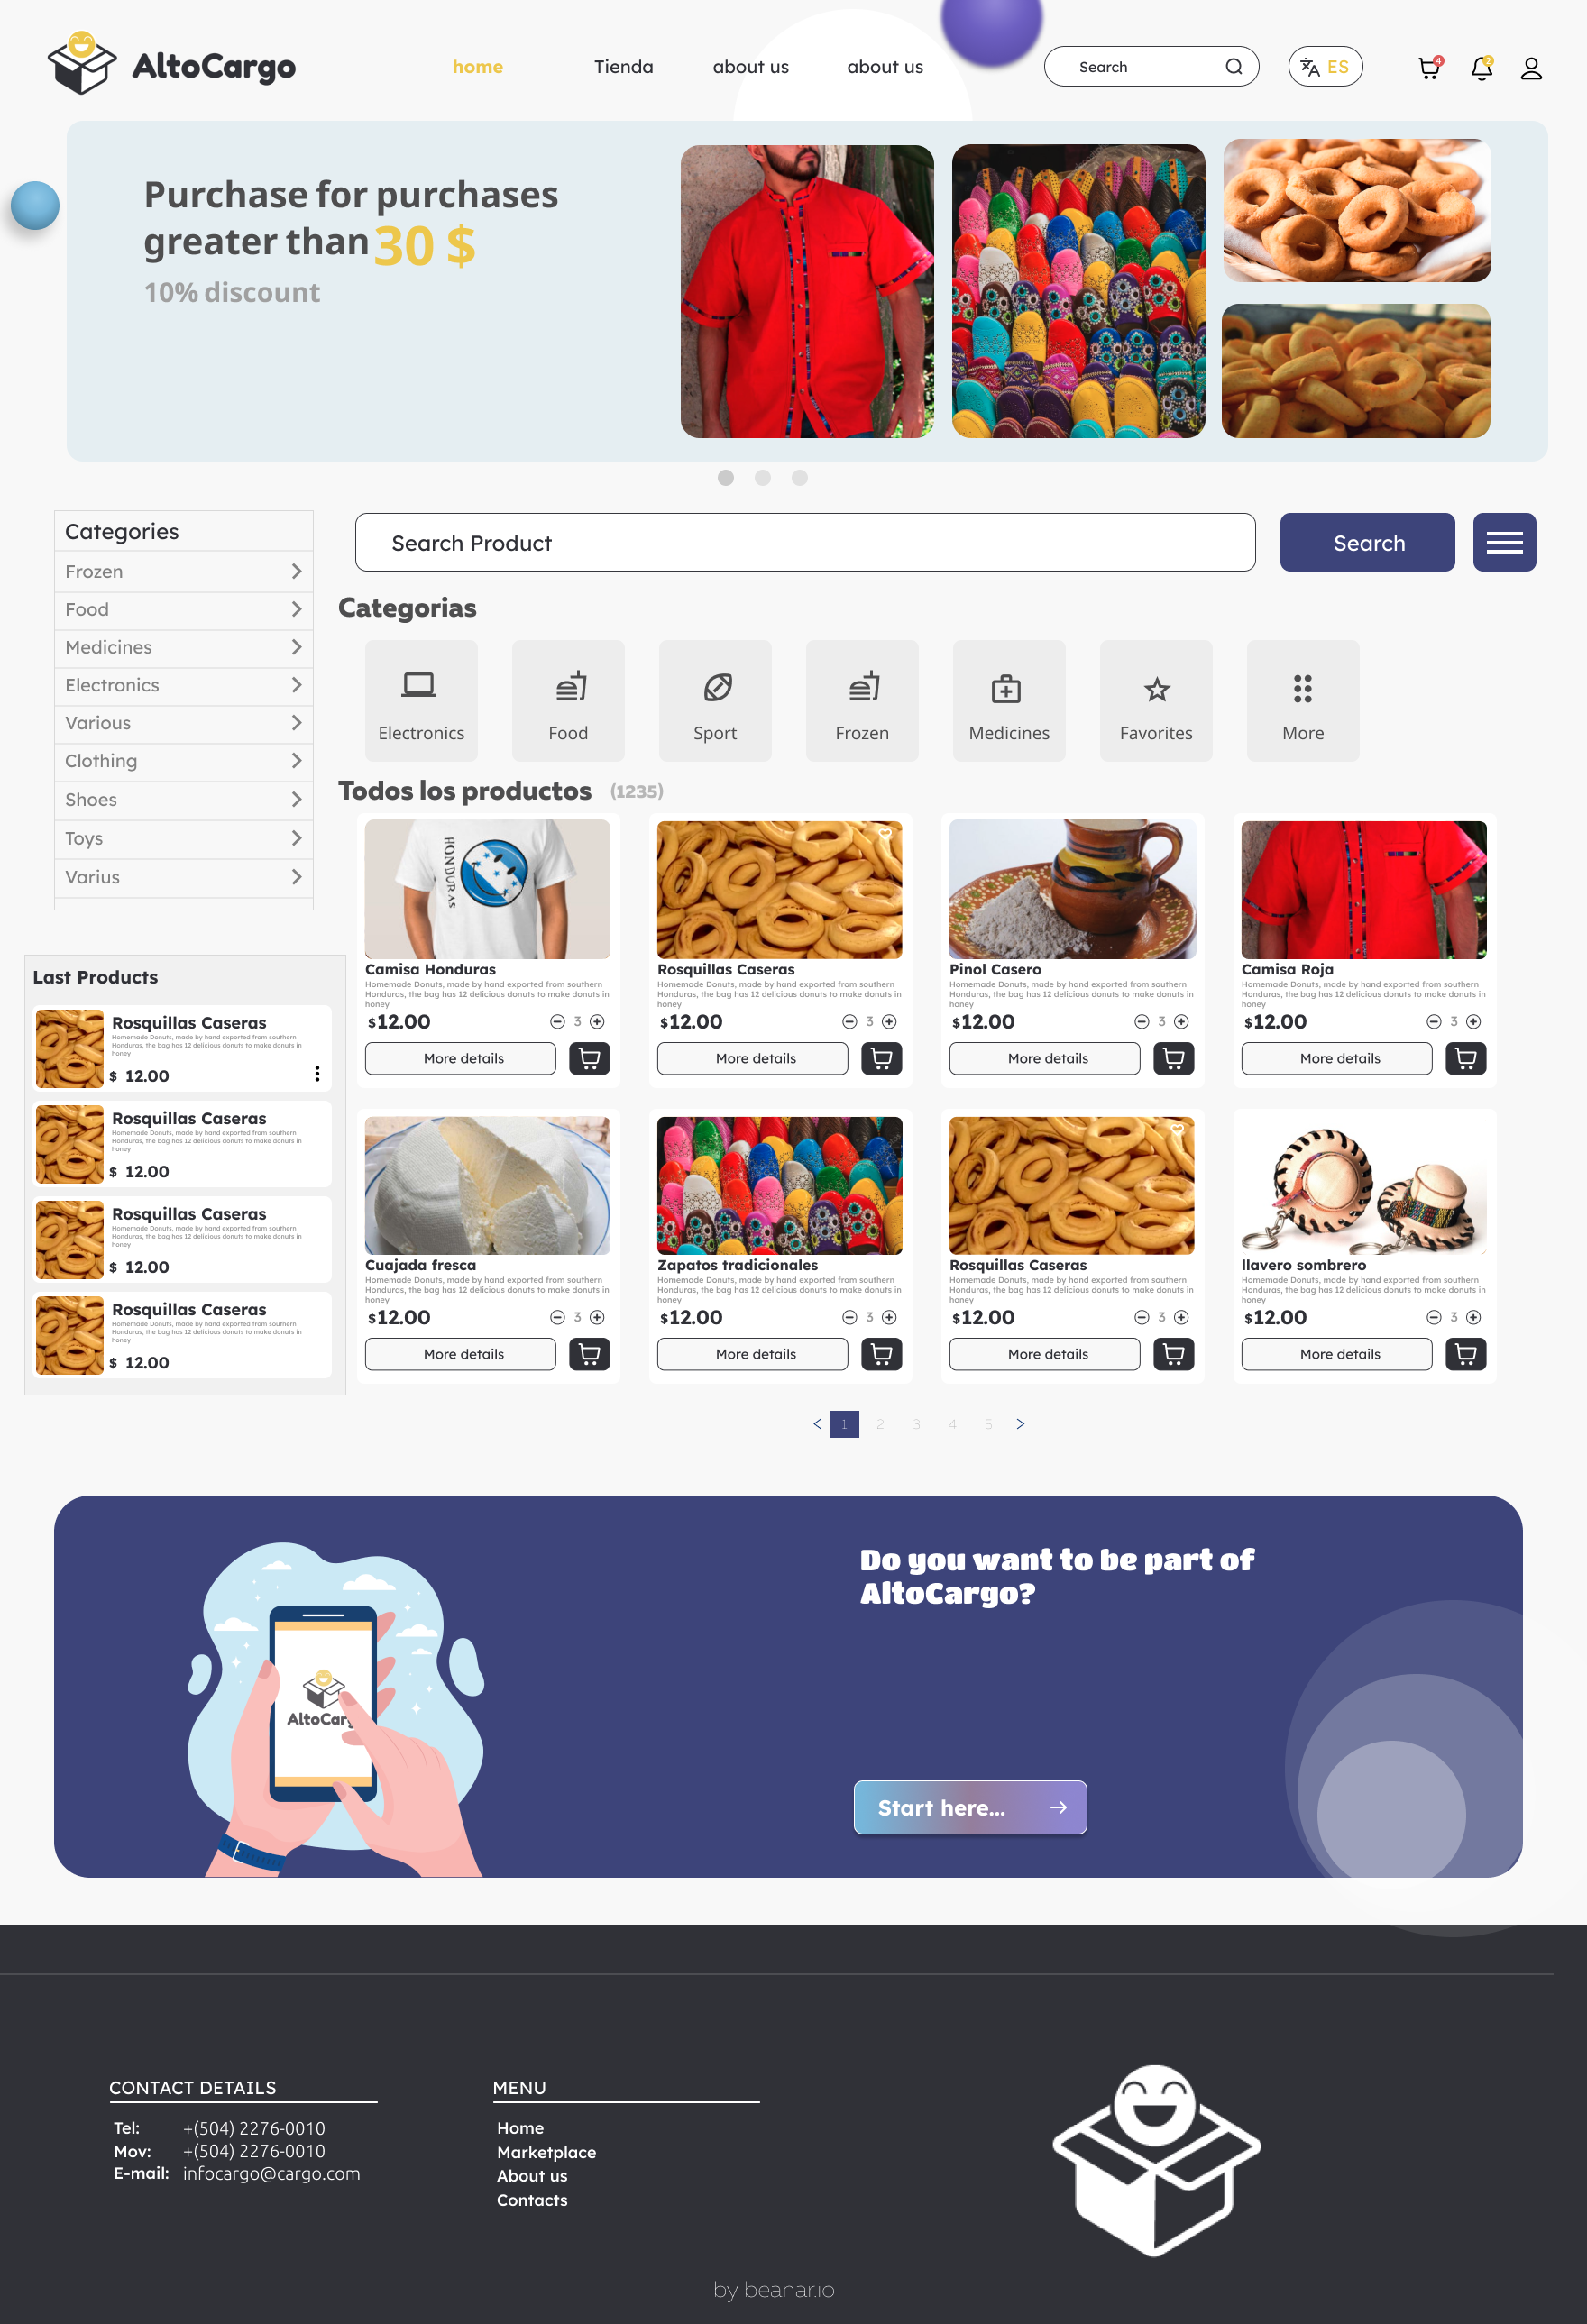 AltoCargo
home
Tienda
about us
about us
Search
ES
4
2
Purchase for purchases
greater than 30 $
10% discount
Categories
Frozen
Food
Medicines
Electronics
Various
Clothing
Shoes
Toys
Varius
Search Product
Search
Categorias
Electronics
Food
Sport
Frozen
Medicines
Favorites
More
Todos los productos (1235)
HONDURAS
Camisa Honduras
Homemade Donuts, made by hand exported from southern
Honduras, the bag has 12 delicious donuts to make donuts in
honey
$12.00
3
More details
Rosquillas Caseras
Homemade Donuts, made by hand exported from southern
Honduras, the bag has 12 delicious donuts to make donuts in
honey
$12.00
3
More details
Pinol Casero
Homemade Donuts, made by hand exported from southern
Honduras, the bag has 12 delicious donuts to make donuts in
honey
$12.00
3
More details
Camisa Roja
Homemade Donuts, made by hand exported from southern
Honduras, the bag has 12 delicious donuts to make donuts in
honey
$12.00
3
More details
Last Products
Rosquillas Caseras
Homemade Donuts, made by hand exported from southern
Honduras, the bag has 12 delicious donuts to make donuts in
honey
$ 12.00
Rosquillas Caseras
Homemade Donuts, made by hand exported from southern
Honduras, the bag has 12 delicious donuts to make donuts in
honey
$ 12.00
Rosquillas Caseras
Homemade Donuts, made by hand exported from southern
Honduras, the bag has 12 delicious donuts to make donuts in
honey
$ 12.00
Rosquillas Caseras
Homemade Donuts, made by hand exported from southern
Honduras, the bag has 12 delicious donuts to make donuts in
honey
$ 12.00
Cuajada fresca
Homemade Donuts, made by hand exported from southern
Honduras, the bag has 12 delicious donuts to make donuts in
honey
$12.00
3
More details
Zapatos tradicionales
Homemade Donuts, made by hand exported from southern
Honduras, the bag has 12 delicious donuts to make donuts in
honey
$12.00
3
More details
Rosquillas Caseras
Homemade Donuts, made by hand exported from southern
Honduras, the bag has 12 delicious donuts to make donuts in
honey
$12.00
3
More details
llavero sombrero
Homemade Donuts, made by hand exported from southern
Honduras, the bag has 12 delicious donuts to make donuts in
honey
$12.00
3
More details
< 1 2 3 4 5 >
AltoCarg
Do you want to be part of
AltoCargo?
Start here...
CONTACT DETAILS
Tel: +(504) 2276-0010
Mov: +(504) 2276-0010
E-mail: infocargo@cargo.com
MENU
Home
Marketplace
About us
Contacts
by beanar.io